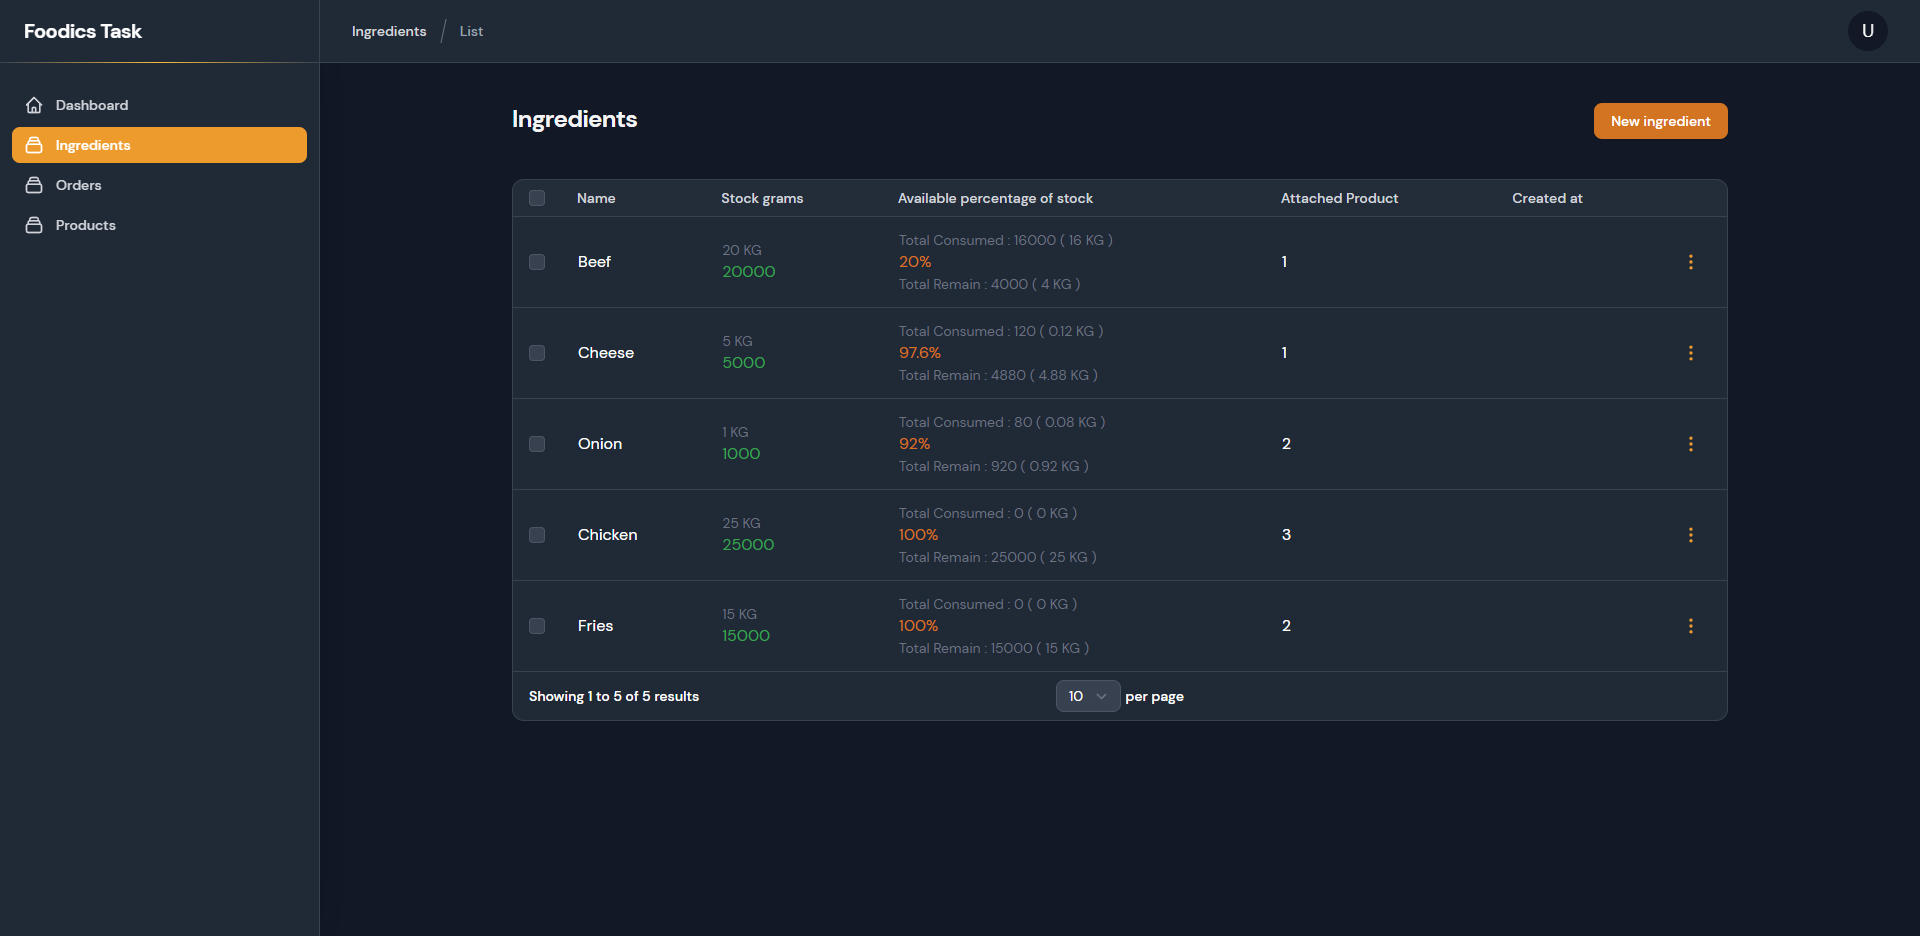 Foodics Task
Ingredients / List
U
Dashboard
Ingredients
Orders
Products
Ingredients
New ingredient
Name Stock grams Available percentage of stock Attached Product Created at
Beef
20 KG
20000
Total Consumed : 16000 ( 16 KG )
20%
Total Remain : 4000 ( 4 KG )
1
Cheese
5 KG
5000
Total Consumed : 120 ( 0.12 KG )
97.6%
Total Remain : 4880 ( 4.88 KG )
1
Onion
1 KG
1000
Total Consumed : 80 ( 0.08 KG )
92%
Total Remain : 920 ( 0.92 KG )
2
Chicken
25 KG
25000
Total Consumed : 0 ( 0 KG )
100%
Total Remain : 25000 ( 25 KG )
3
Fries
15 KG
15000
Total Consumed : 0 ( 0 KG )
100%
Total Remain : 15000 ( 15 KG )
2
Showing 1 to 5 of 5 results
10 per page